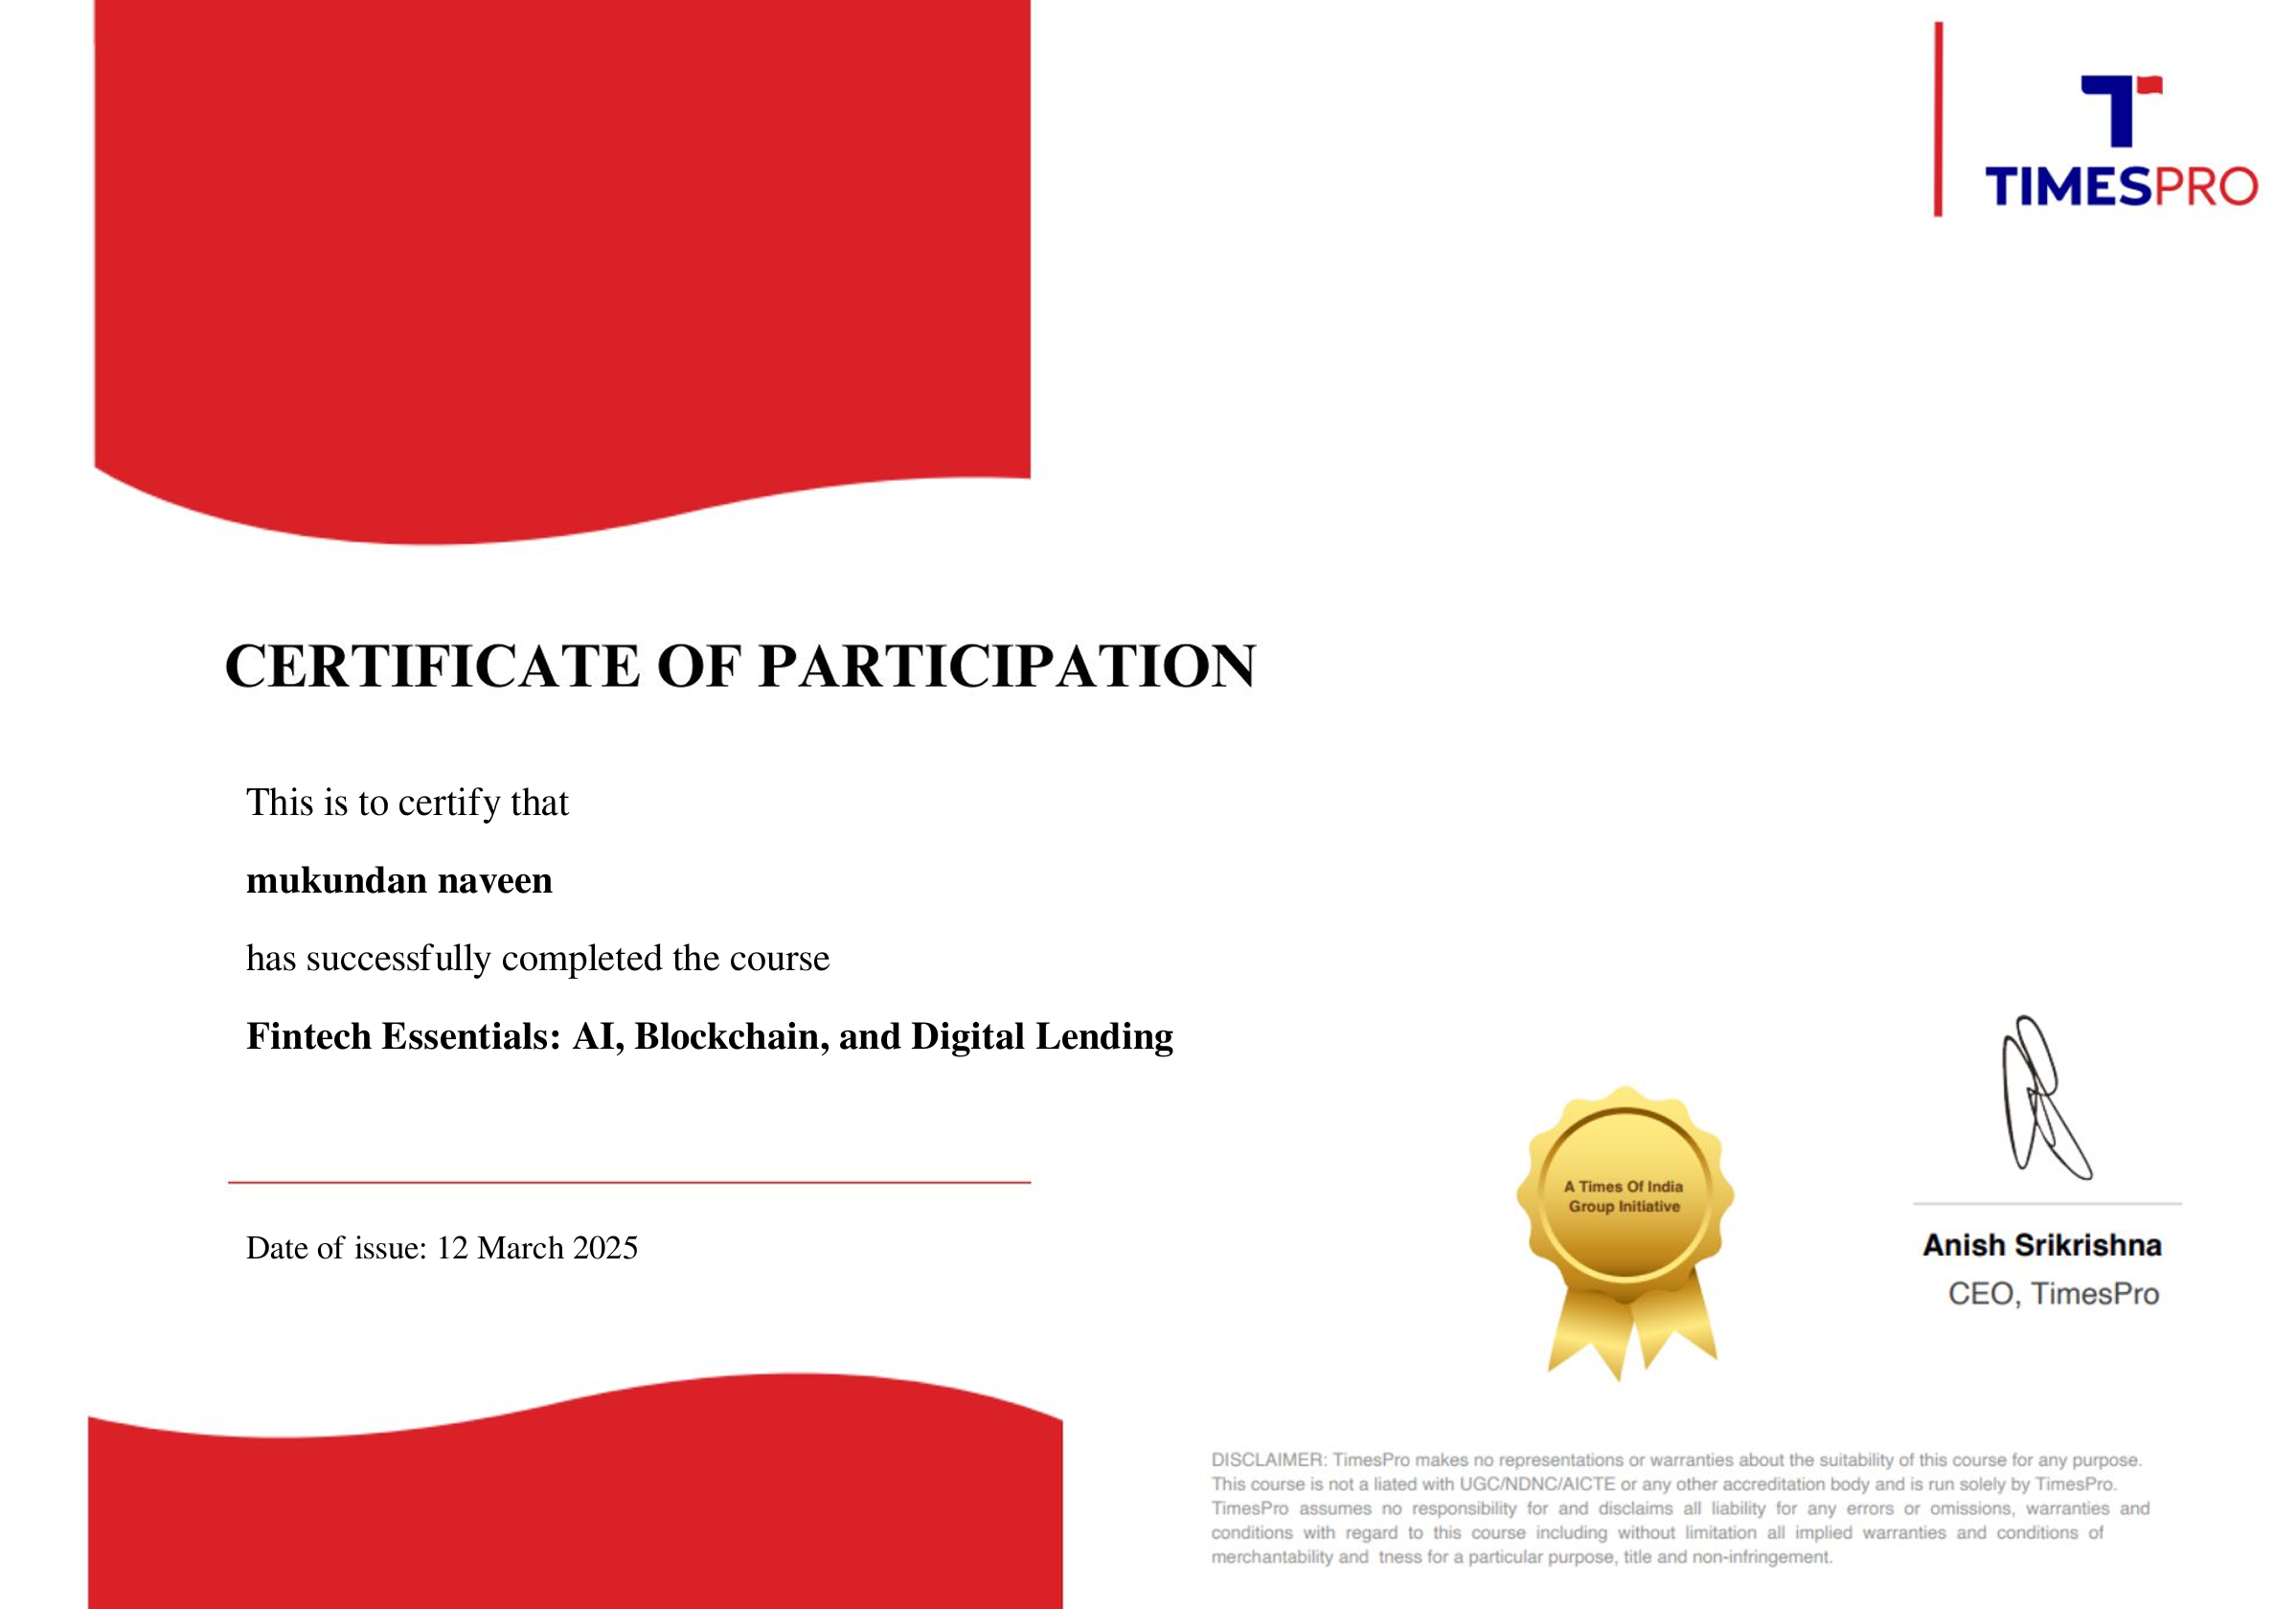 TIMESPRO
CERTIFICATE OF PARTICIPATION
This is to certify that
mukundan naveen
has successfully completed the course
Fintech Essentials: AI, Blockchain, and Digital Lending
Date of issue: 12 March 2025
A Times Of India
Group Initiative
Anish Srikrishna
CEO, TimesPro
DISCLAIMER: TimesPro makes no representations or warranties about the suitability of this course for any purpose.
This course is not a liated with UGC/NDNC/AICTE or any other accreditation body and is run solely by TimesPro.
TimesPro assumes no responsibility for and disclaims all liability for any errors or omissions, warranties and
conditions with regard to this course including without limitation all implied warranties and conditions of
merchantability and tness for a particular purpose, title and non-infringement.